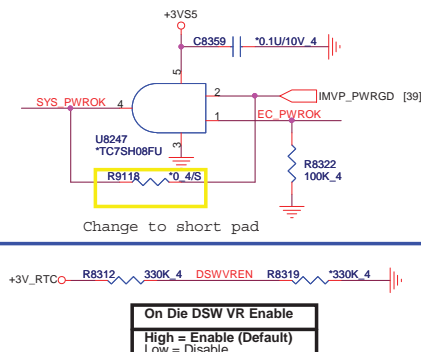 +3VS5
C8359 *0.1U/10V_4
5
SYS_PWROK 4
2 IMVP_PWRGD [39]
1 EC_PWROK
U8247
*TC7SH08FU
3
R8322
100K_4
R9118 *0_4/S
Change to short pad
+3V_RTC R8312 330K_4 DSWVREN R8319 *330K_4
On Die DSW VR Enable
High = Enable (Default)
Low = Disable